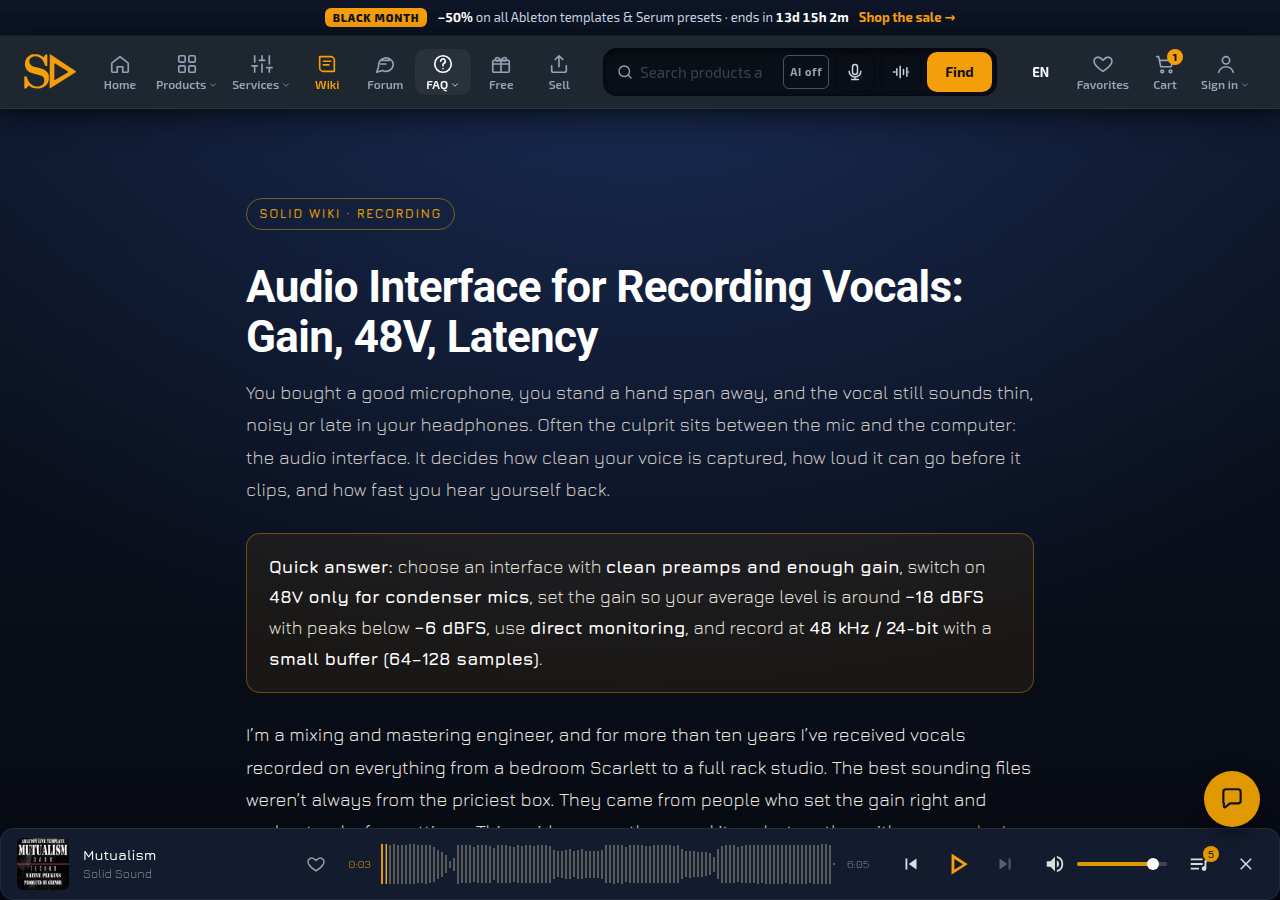 BLACK MONTH −50% on all Ableton templates & Serum presets · ends in 13d 15h 2m Shop the sale →
SD
Home Products Services Wiki Forum FAQ Free Sell Search products a AI off Find EN Favorites 1 Cart Sign in
SOLID WIKI · RECORDING
Audio Interface for Recording Vocals:
Gain, 48V, Latency
You bought a good microphone, you stand a hand span away, and the vocal still sounds thin,
noisy or late in your headphones. Often the culprit sits between the mic and the computer:
the audio interface. It decides how clean your voice is captured, how loud it can go before it
clips, and how fast you hear yourself back.
Quick answer: choose an interface with clean preamps and enough gain, switch on
48V only for condenser mics, set the gain so your average level is around −18 dBFS
with peaks below −6 dBFS, use direct monitoring, and record at 48 kHz / 24-bit with a
small buffer (64–128 samples).
I’m a mixing and mastering engineer, and for more than ten years I’ve received vocals
recorded on everything from a bedroom Scarlett to a full rack studio. The best sounding files
weren’t always from the priciest box. They came from people who set the gain right and
MUTUALISM
Mutualism
Solid Sound
0:03 6:05 5